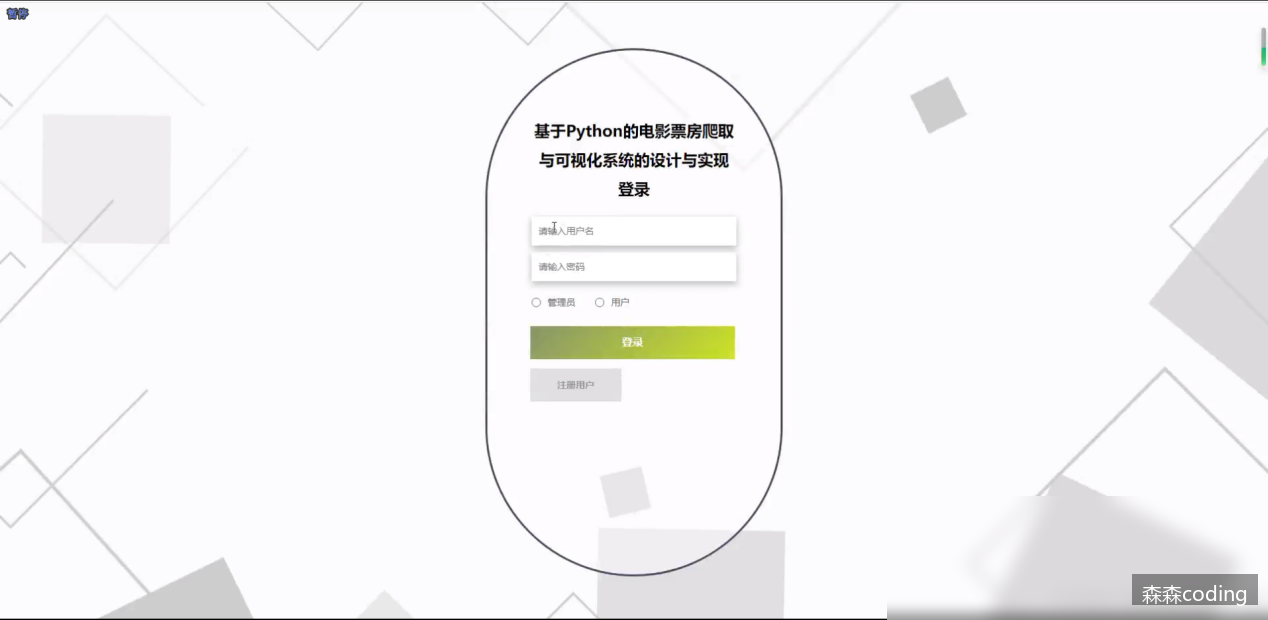 暂停
基于Python的电影票房爬取
与可视化系统的设计与实现
登录
请输入用户名
请输入密码
管理员 用户
登录
注册用户
森森coding